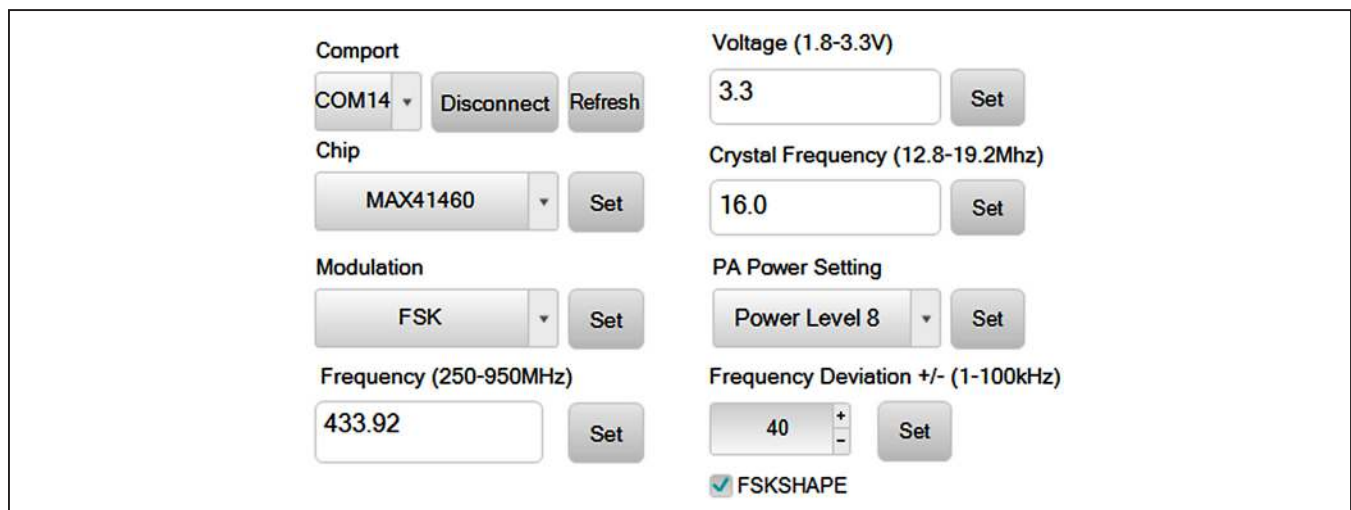 Comport
COM14 Disconnect Refresh
Chip
MAX41460 Set
Modulation
FSK Set
Frequency (250-950MHz)
433.92 Set
Voltage (1.8-3.3V)
3.3 Set
Crystal Frequency (12.8-19.2Mhz)
16.0 Set
PA Power Setting
Power Level 8 Set
Frequency Deviation +/- (1-100kHz)
40 + - Set
FSKSHAPE